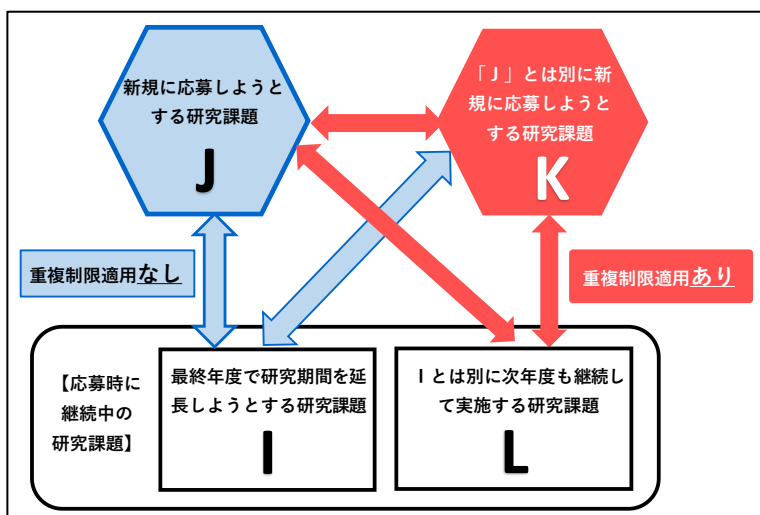 新規に応募しようと
する研究課題
J
「J」とは別に新
規に応募しようと
する研究課題
K
重複制限適用なし
重複制限適用あり
【応募時に
継続中の
研究課題】
最終年度で研究期間を延
長しようとする研究課題
I
Iとは別に次年度も継続し
て実施する研究課題
L